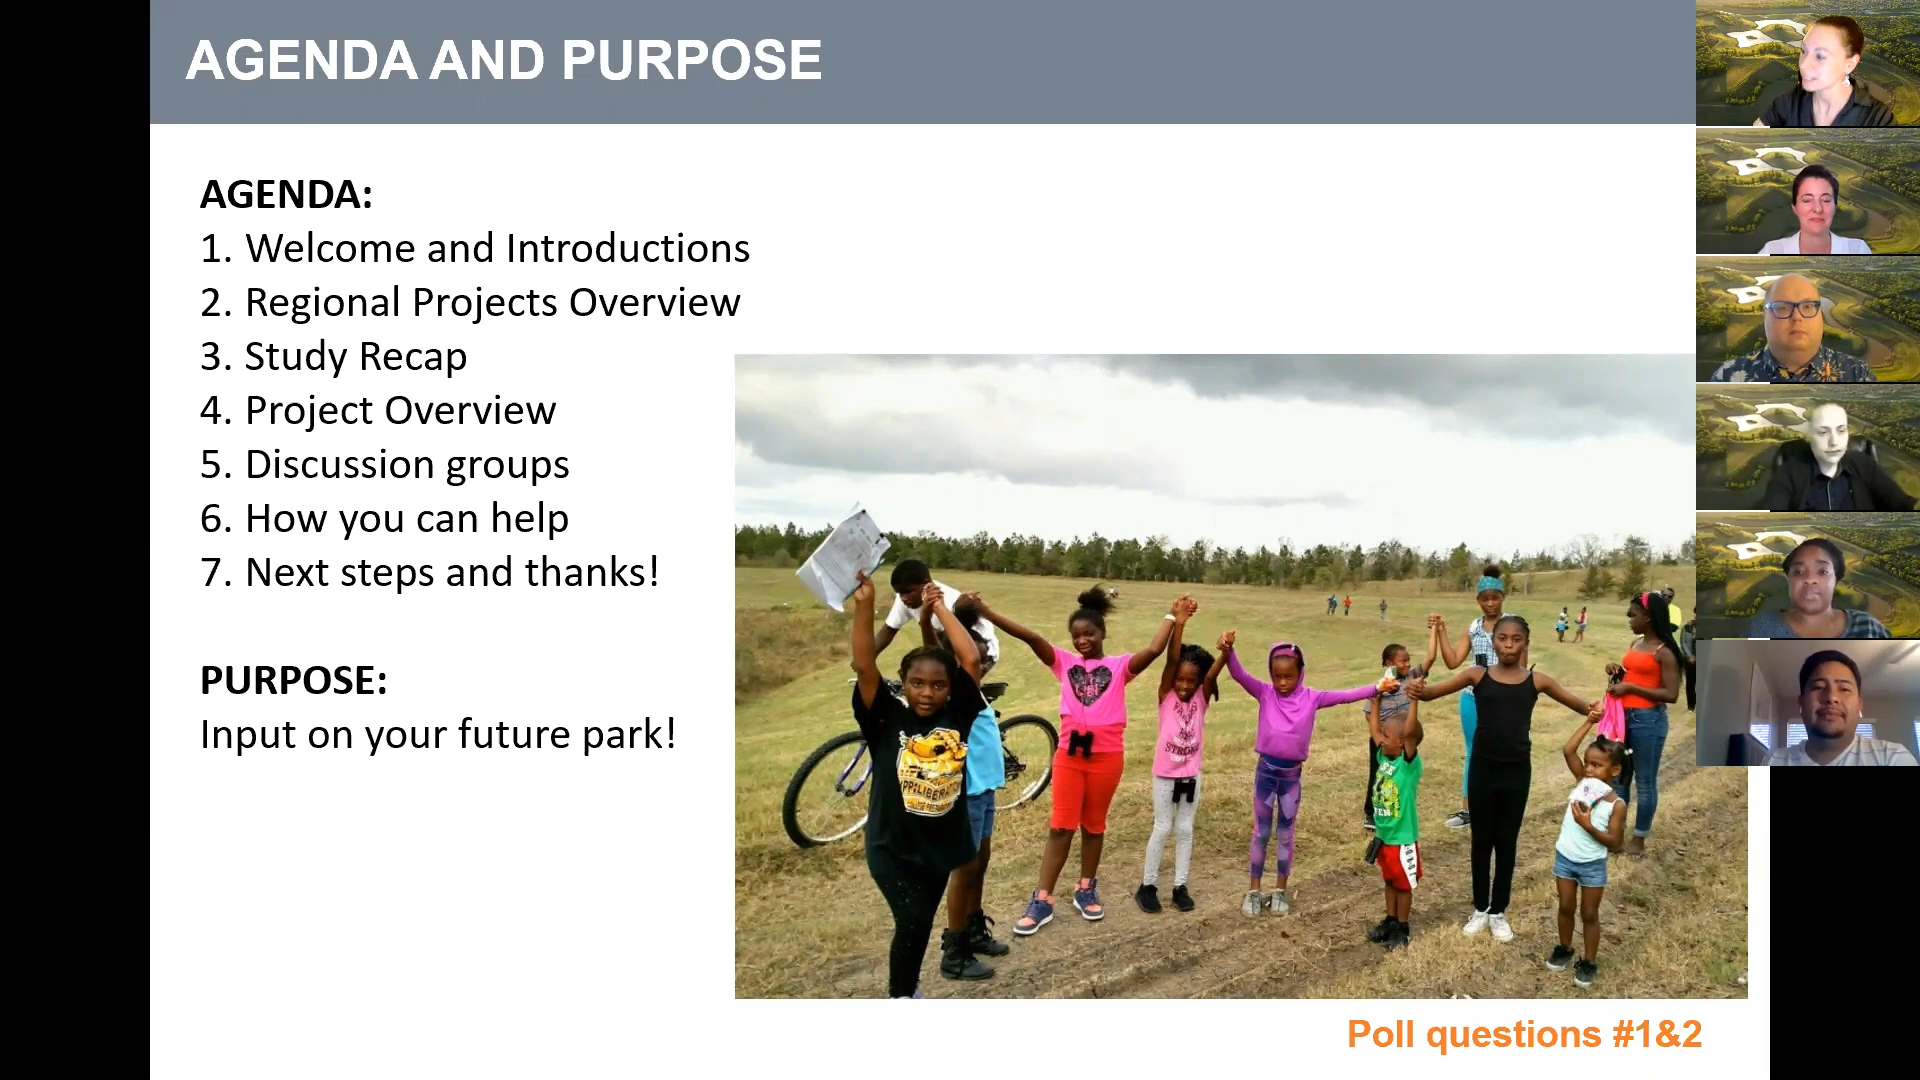 AGENDA AND PURPOSE
AGENDA:
1. Welcome and Introductions
2. Regional Projects Overview
3. Study Recap
4. Project Overview
5. Discussion groups
6. How you can help
7. Next steps and thanks!
PURPOSE:
Input on your future park!
Poll questions #1&2